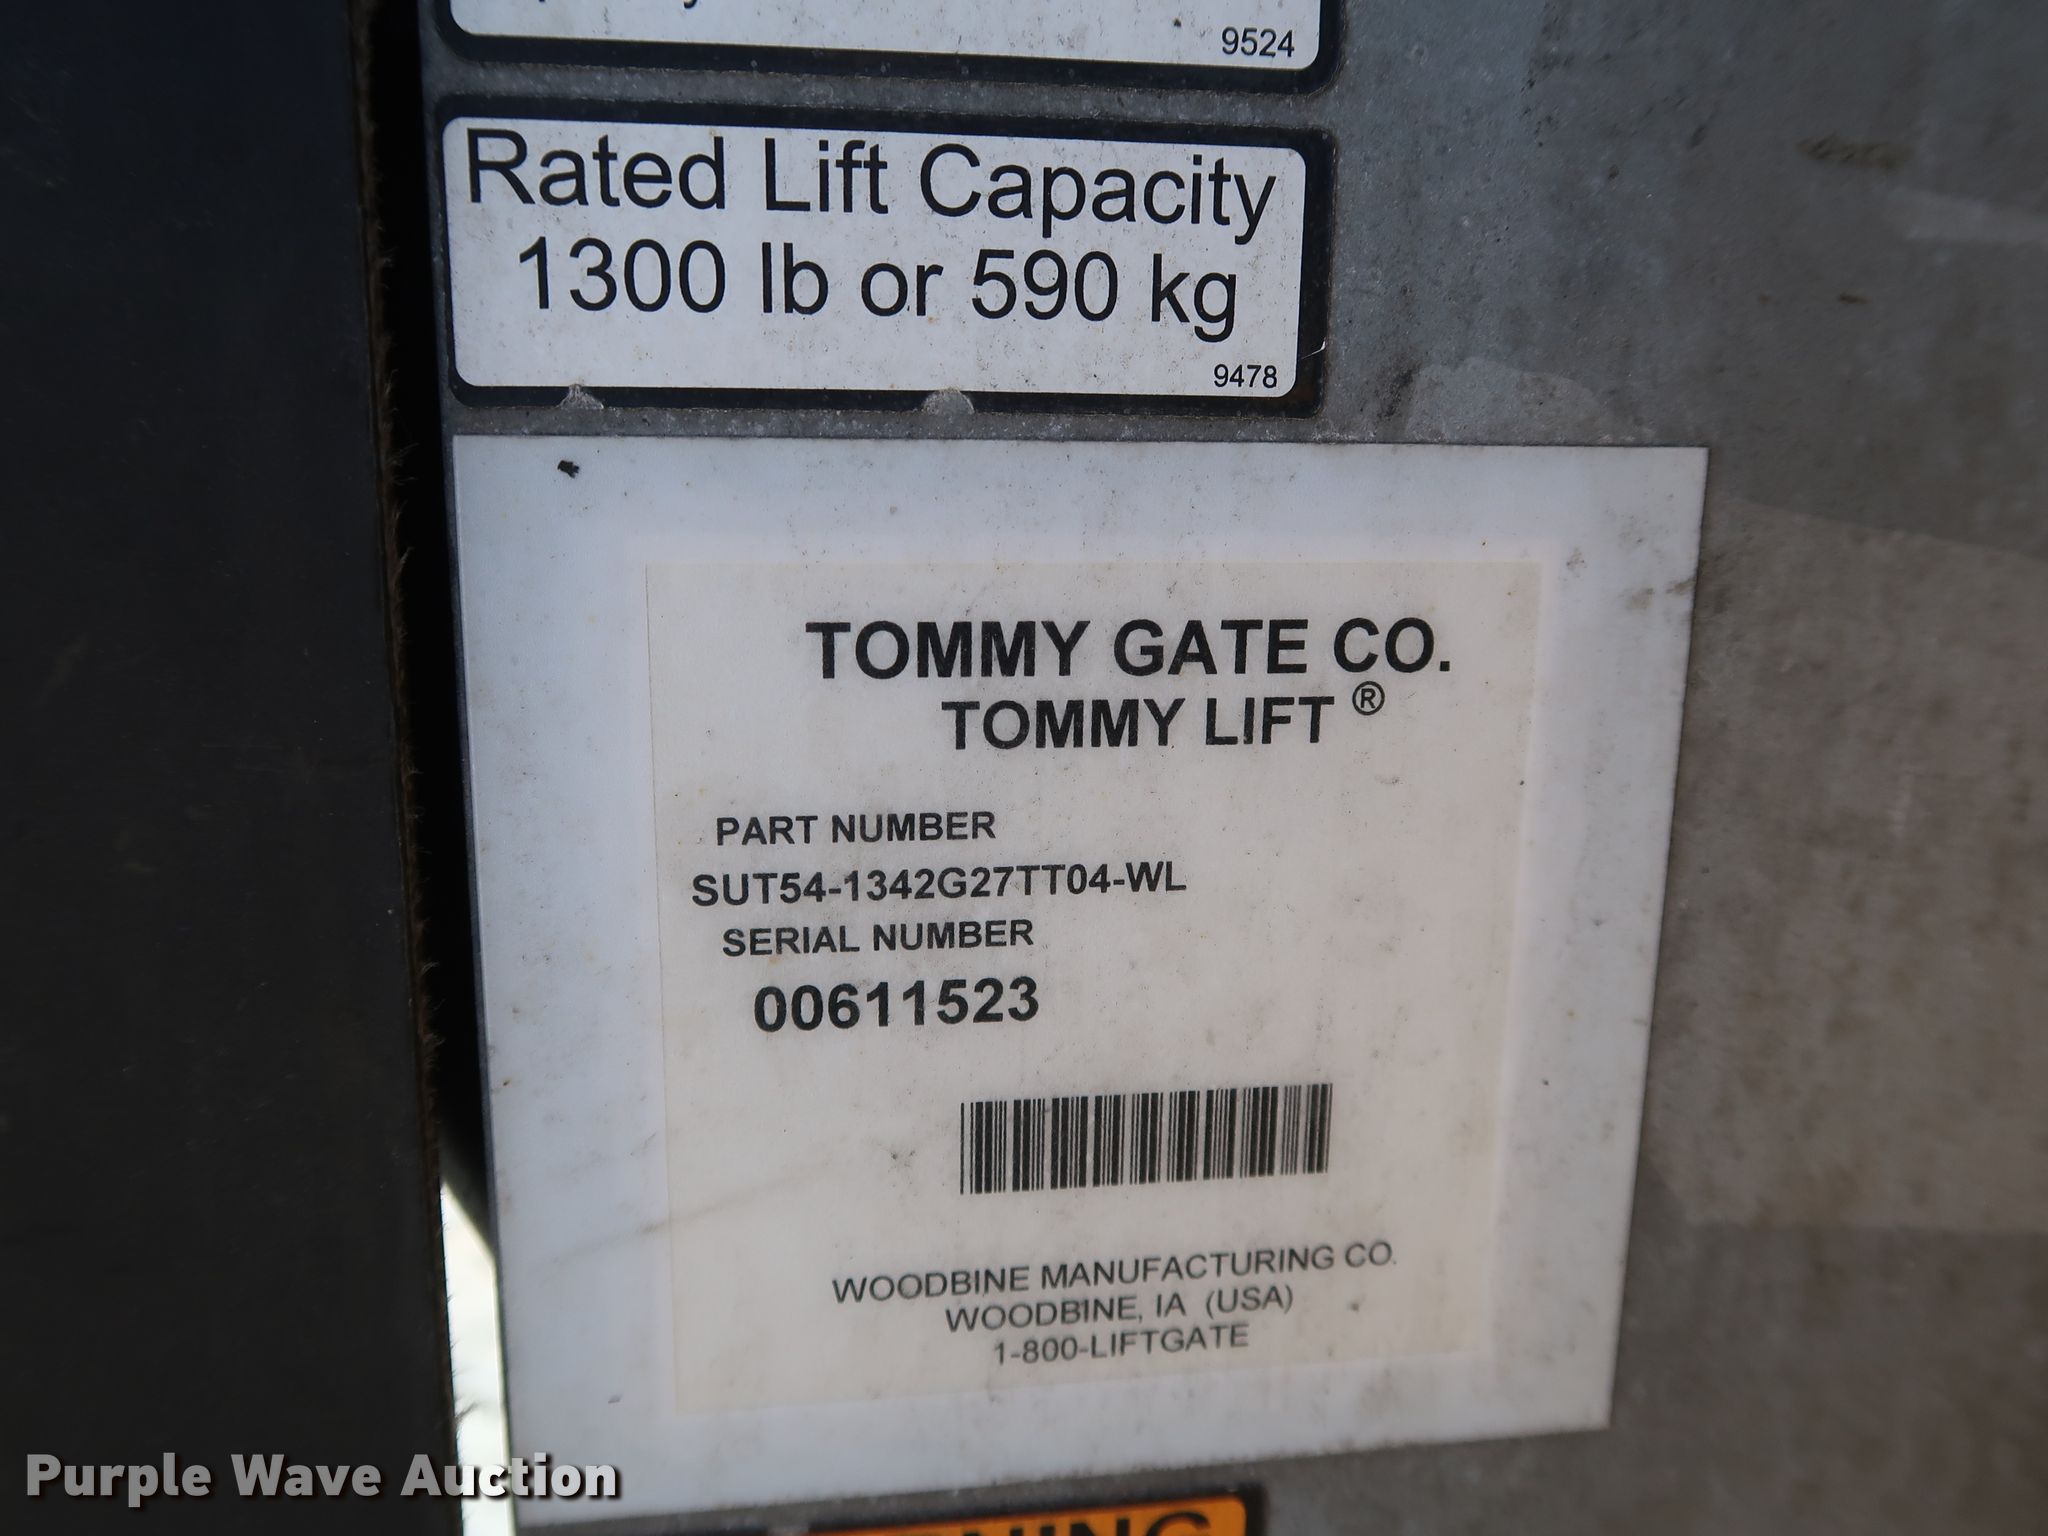 9524
Rated Lift Capacity
1300 lb or 590 kg
9478
TOMMY GATE CO.
TOMMY LIFT ®
PART NUMBER
SUT54-1342G27TT04-WL
SERIAL NUMBER
00611523
WOODBINE MANUFACTURING CO.
WOODBINE, IA (USA)
1-800-LIFTGATE
Purple Wave Auction